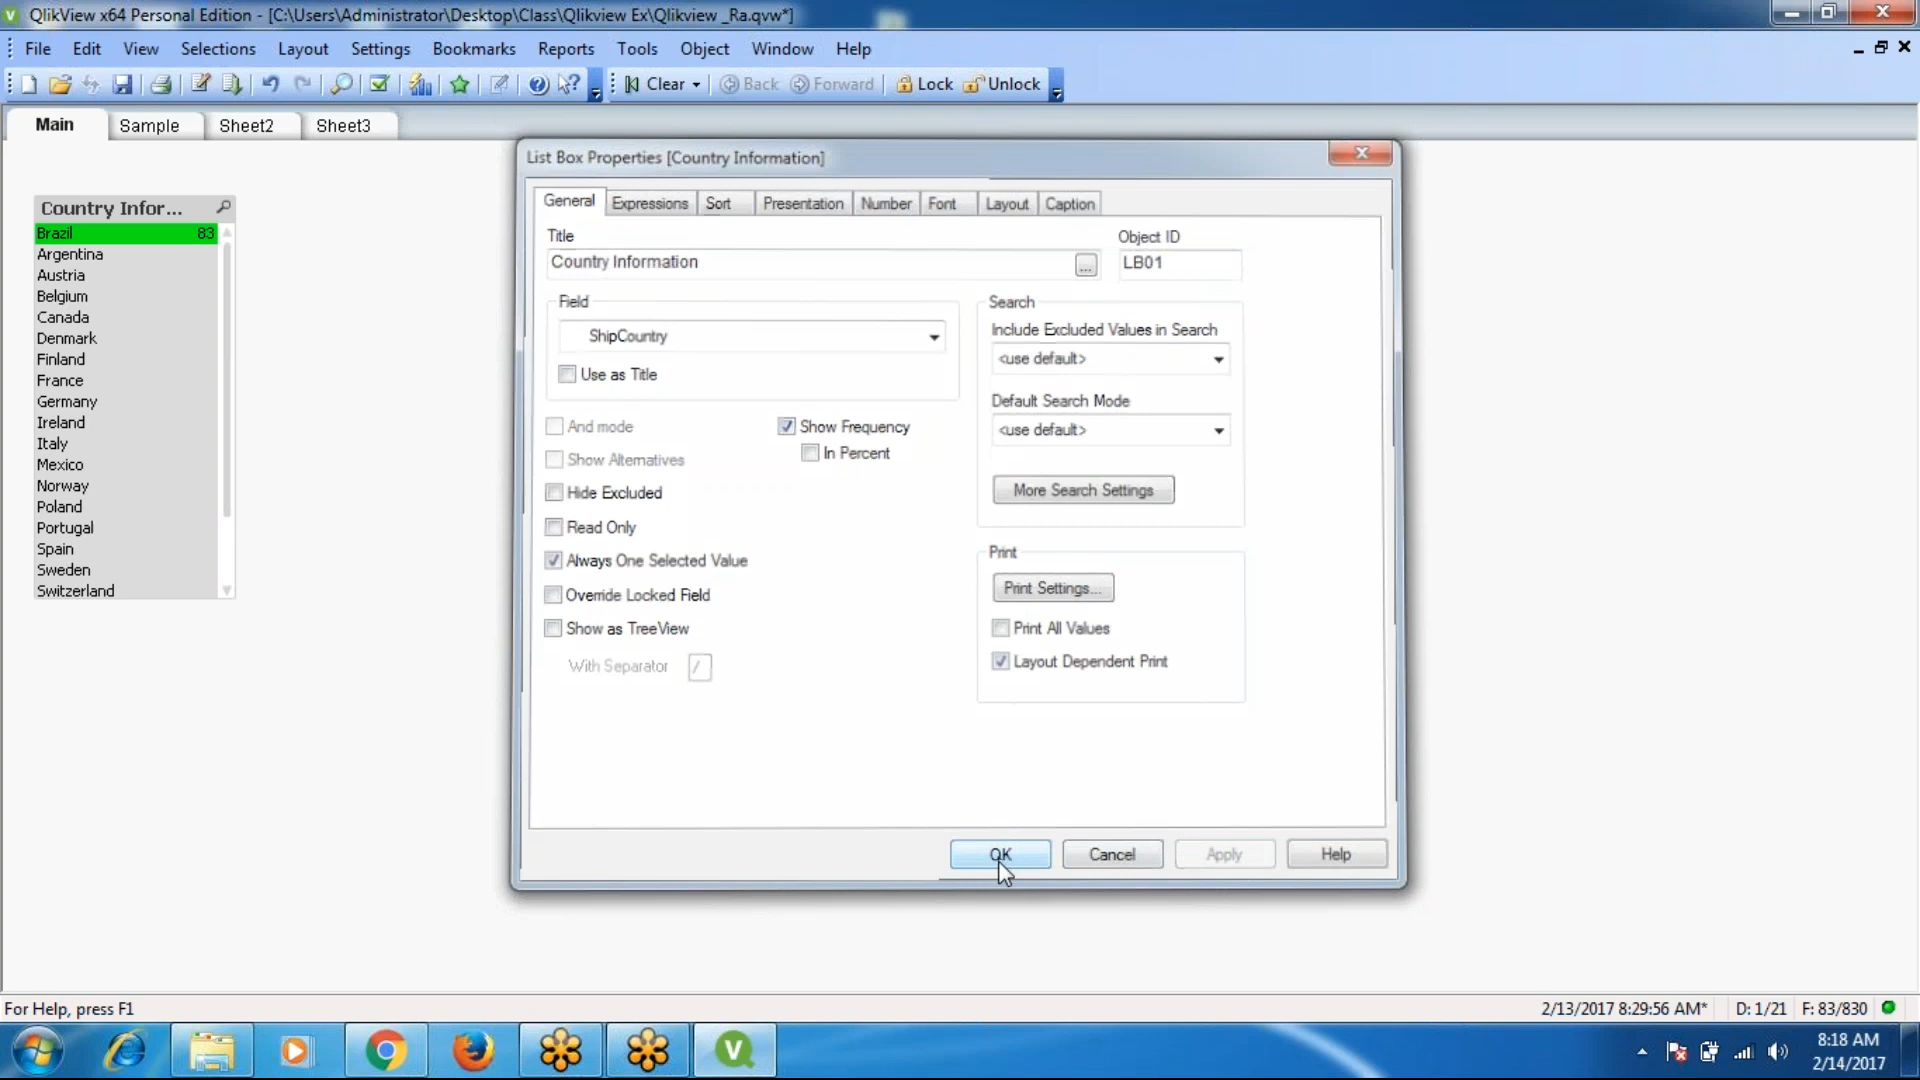 QlikView x64 Personal Edition - [C:\Users\Administrator\Desktop\Class\Qlikview Ex\Qlikview _Ra.qvw*]
File Edit View Selections Layout Settings Bookmarks Reports Tools Object Window Help
Clear Back Forward Lock Unlock
Main Sample Sheet2 Sheet3
List Box Properties [Country Information]
General Expressions Sort Presentation Number Font Layout Caption
Title
Country Information ...
Object ID
LB01
Field
ShipCountry
Use as Title
And mode
Show Alternatives
Hide Excluded
Read Only
Always One Selected Value
Override Locked Field
Show as TreeView
With Separator /
Show Frequency
In Percent
Search
Include Excluded Values in Search
<use default>
Default Search Mode
<use default>
More Search Settings
Print
Print Settings...
Print All Values
Layout Dependent Print
OK Cancel Apply Help
Country Infor...
Brazil 83
Argentina
Austria
Belgium
Canada
Denmark
Finland
France
Germany
Ireland
Italy
Mexico
Norway
Poland
Portugal
Spain
Sweden
Switzerland
For Help, press F1
2/13/2017 8:29:56 AM* D: 1/21 F: 83/830
8:18 AM
2/14/2017